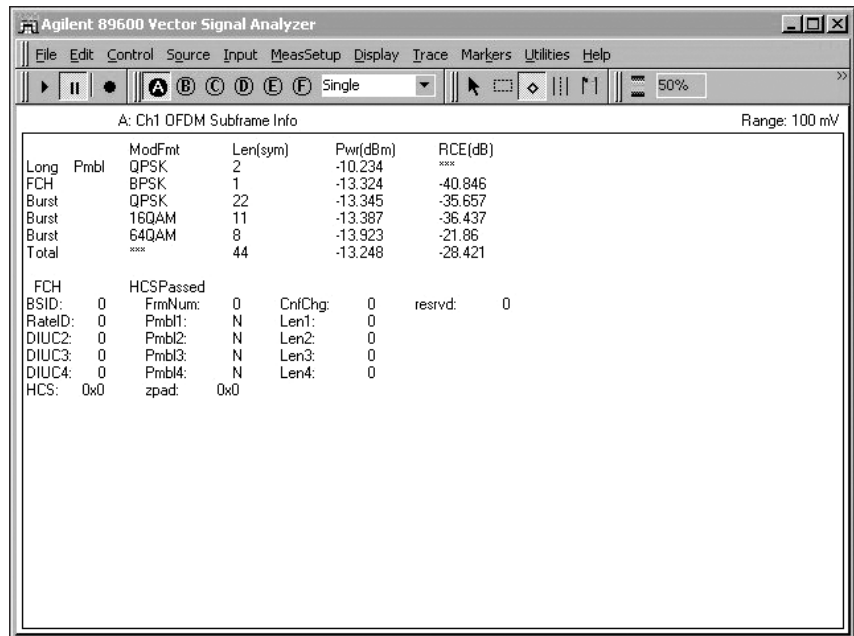 Agilent 89600 Vector Signal Analyzer
File Edit Control Source Input MeasSetup Display Trace Markers Utilities Help
A B C D E F Single 50% »
A: Ch1 OFDM Subframe Info Range: 100 mV
ModFmt Len(sym) Pwr(dBm) RCE(dB)
Long Pmbl QPSK 2 -10.234 ***
FCH BPSK 1 -13.324 -40.846
Burst QPSK 22 -13.345 -35.657
Burst 16QAM 11 -13.387 -36.437
Burst 64QAM 8 -13.923 -21.86
Total *** 44 -13.248 -28.421
FCH HCSPassed
BSID: 0 FrmNum: 0 CnfChg: 0 resrvd: 0
RateID: 0 Pmbl1: N Len1: 0
DIUC2: 0 Pmbl2: N Len2: 0
DIUC3: 0 Pmbl3: N Len3: 0
DIUC4: 0 Pmbl4: N Len4: 0
HCS: 0x0 zpad: 0x0